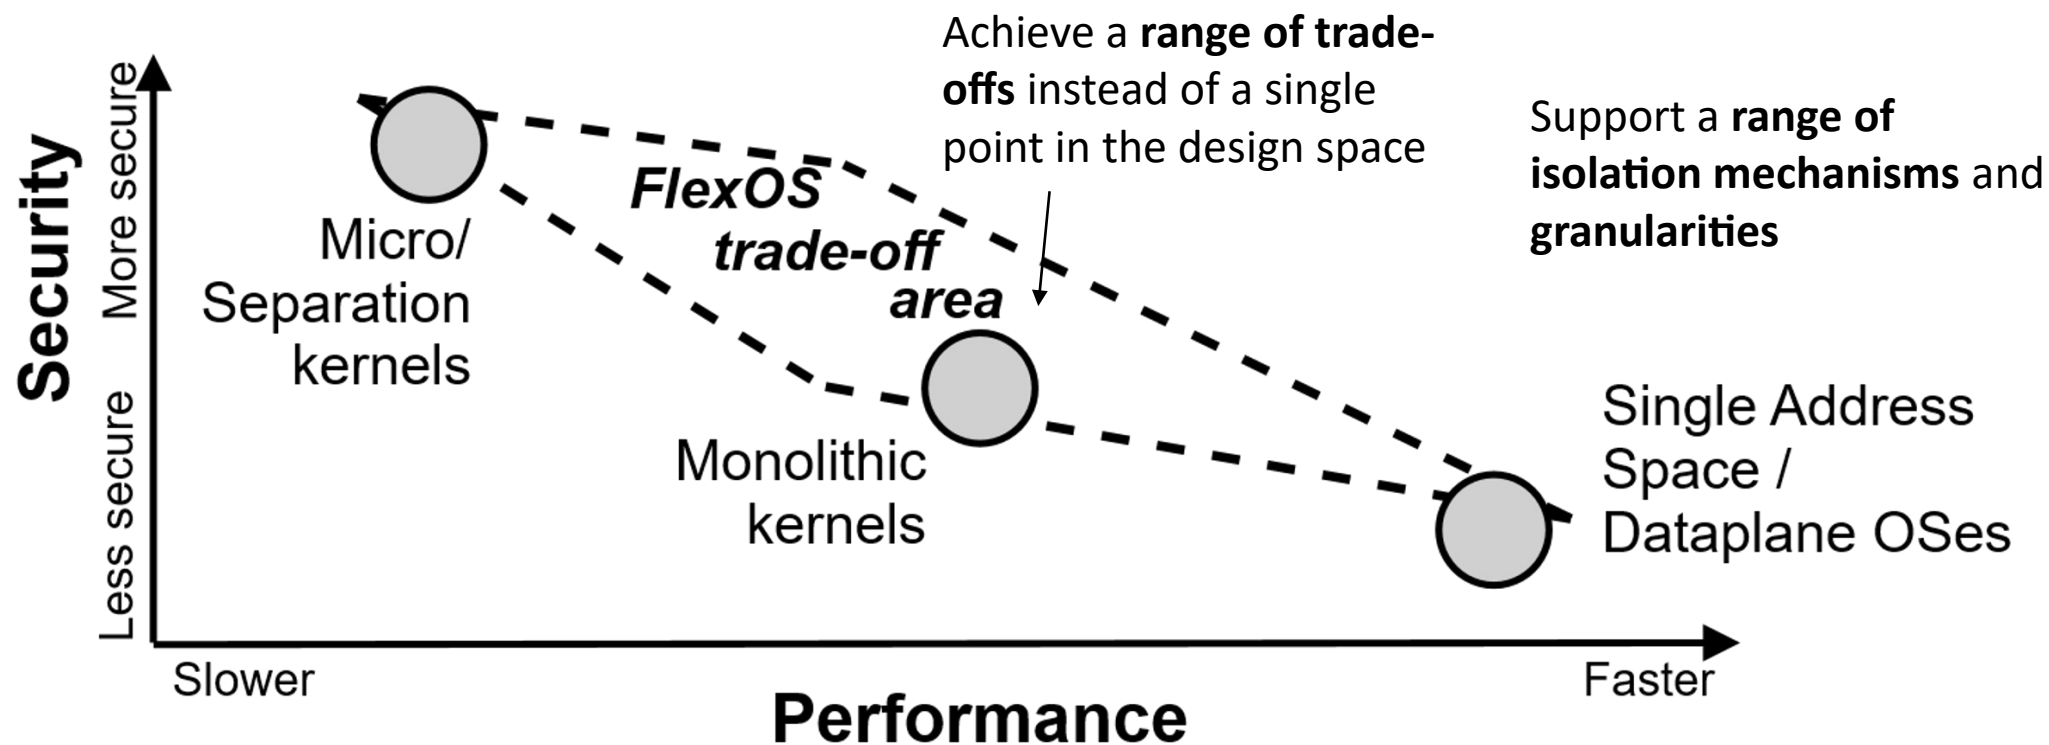 Achieve a range of trade-
offs instead of a single
point in the design space
Support a range of
isolation mechanisms and
granularities
Security
More secure
Less secure
FlexOS
trade-off
area
Micro/
Separation
kernels
Monolithic
kernels
Single Address
Space /
Dataplane OSes
Slower
Faster
Performance